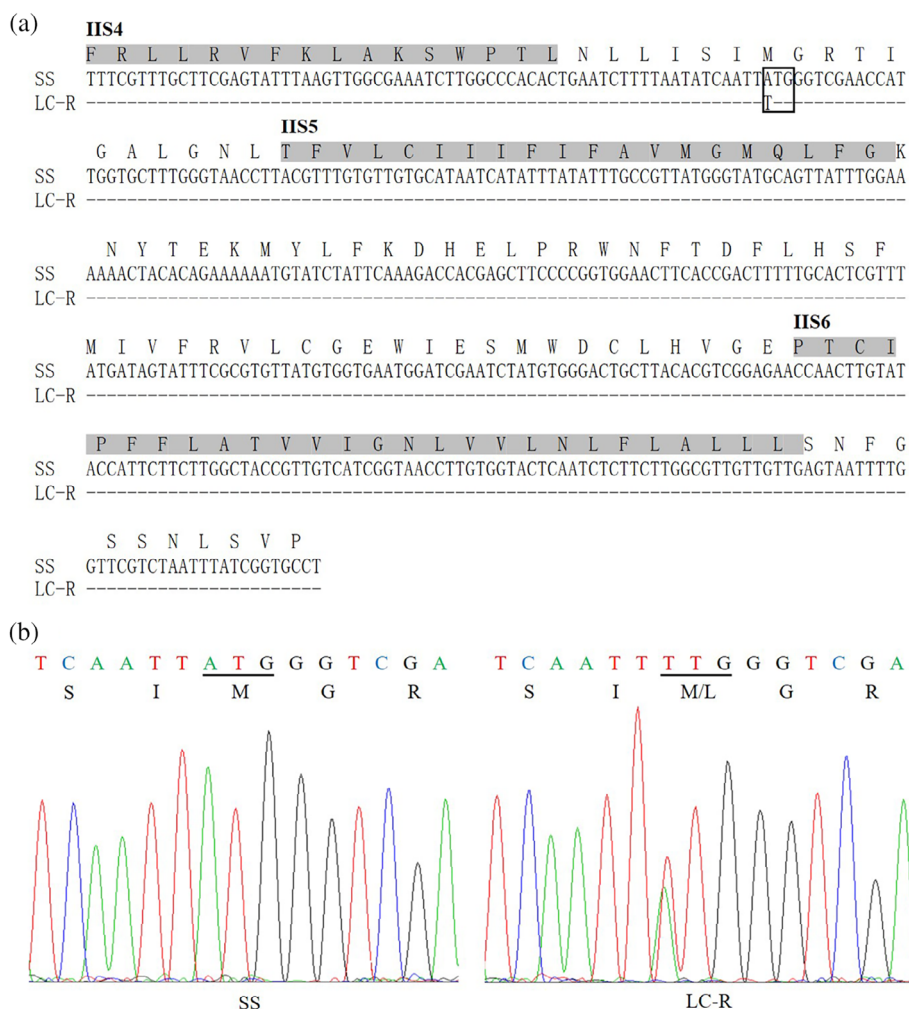 (a)
IIS4
F R L L R V F K L A K S W P T L N L L I S I M G R T I
SS TTTCGTTTGCTTCGAGTATTTAAGTTGGCGAAATCTTGGCCCACACTGAATCTTTTAATATCAATTATGGGTCGAACCAT
LC-R ------------------------------------------------------------------T-------------
IIS5
G A L G N L T F V L C I I I F I F A V M G M Q L F G K
SS TGGTGCTTTGGGTAACCTTACGTTTGTGTTGTGCATAATCATATTTATATTTGCCGTTATGGGTATGCAGTTATTTGGAA
LC-R --------------------------------------------------------------------------------
N Y T E K M Y L F K D H E L P R W N F T D F L H S F
SS AAAACTACACAGAAAAAATGTATCTATTCAAAGACCACGAGCTTCCCCGGTGGAACTTCACCGACTTTTTGCACTCGTTT
LC-R --------------------------------------------------------------------------------
IIS6
M I V F R V L C G E W I E S M W D C L H V G E P T C I
SS ATGATAGTATTTCGCGTGTTATGTGGTGAATGGATCGAATCTATGTGGGACTGCTTACACGTCGGAGAACCAACTTGTAT
LC-R --------------------------------------------------------------------------------
P F F L A T V V I G N L V V L N L F L A L L L S N F G
SS ACCATTCTTCTTGGCTACCGTTGTCATCGGTAACCTTGTGGTACTCAATCTCTTCTTGGCGTTGTTGTTGAGTAATTTTG
LC-R --------------------------------------------------------------------------------
S S N L S V P
SS GTTCGTCTAATTTATCGGTGCCT
LC-R -----------------------
(b)
T C A A T T A T G G G T C G A T C A A T T T T G G G T C G A
S I M G R S I M/L G R
SS LC-R